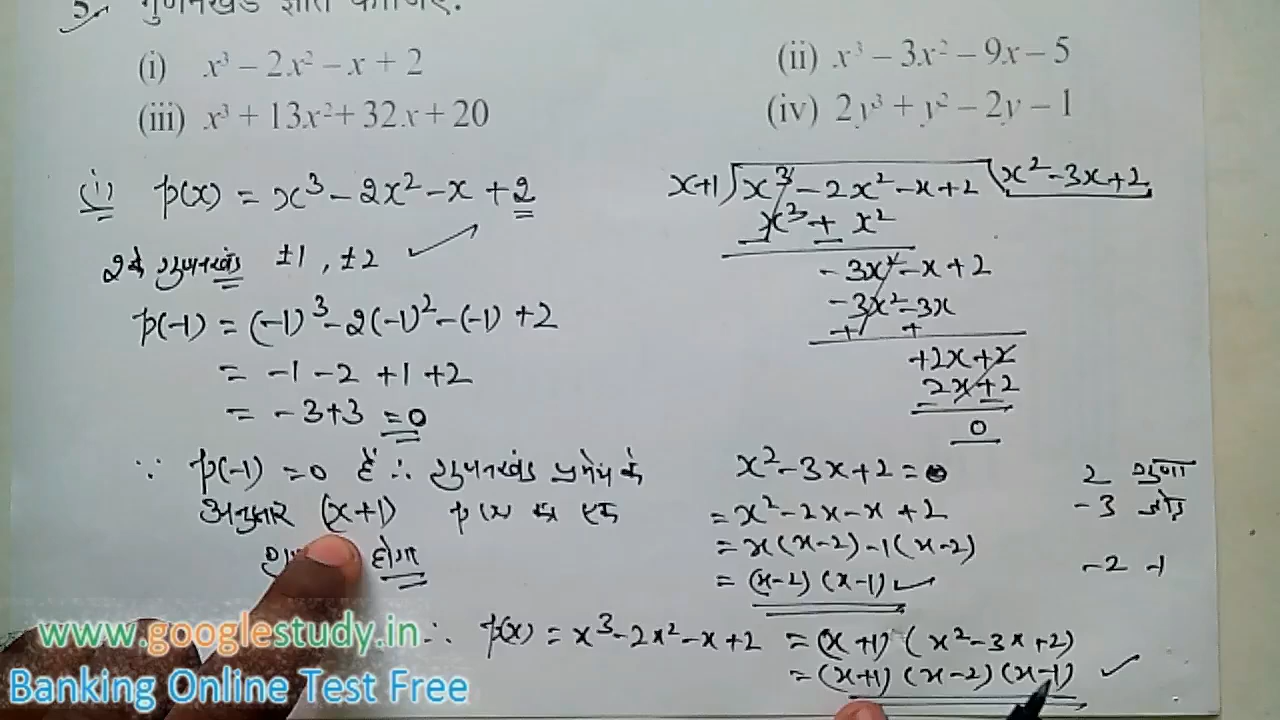 5. गुणनखंड ज्ञात कीजिए:
(i) x³ – 2x² – x + 2
(ii) x³ – 3x² – 9x – 5
(iii) x³ + 13x² + 32x + 20
(iv) 2y³ + y² – 2y – 1
(i) p(x) = x³ – 2x² – x + 2
2 के गुणनखंड ±1, ±2
p(-1) = (-1)³ – 2(-1)² – (-1) + 2
= -1 – 2 + 1 + 2
= -3+3 = 0
∵ p(-1) = 0 है ∴ गुणनखंड प्रमेय के
अनुसार (x+1) p(x) का एक
होगा
x+1) x³ – 2x² – x + 2 ( x² – 3x + 2
x³ + x²
– +
– 3x² – x + 2
– 3x² – 3x
+ +
+2x + 2
2x + 2
– –
0
x² – 3x + 2 = 0
= x² – 2x – x + 2
= x(x–2) –1(x–2)
= (x–2) (x–1)
2 गुणा
-3 जोड़
-2 -1
∴ p(x) = x³ – 2x² – x + 2 = (x+1) (x² – 3x + 2)
= (x+1) (x–2) (x–1)
www.googlestudy.in
Banking Online Test Free